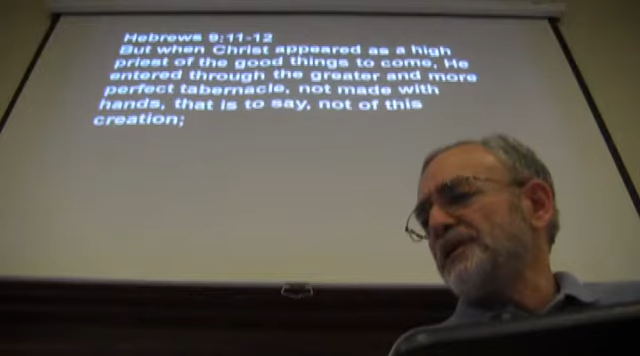 Hebrews 9:11-12
But when Christ appeared as a high
priest of the good things to come, He
entered through the greater and more
perfect tabernacle, not made with
hands, that is to say, not of this
creation;